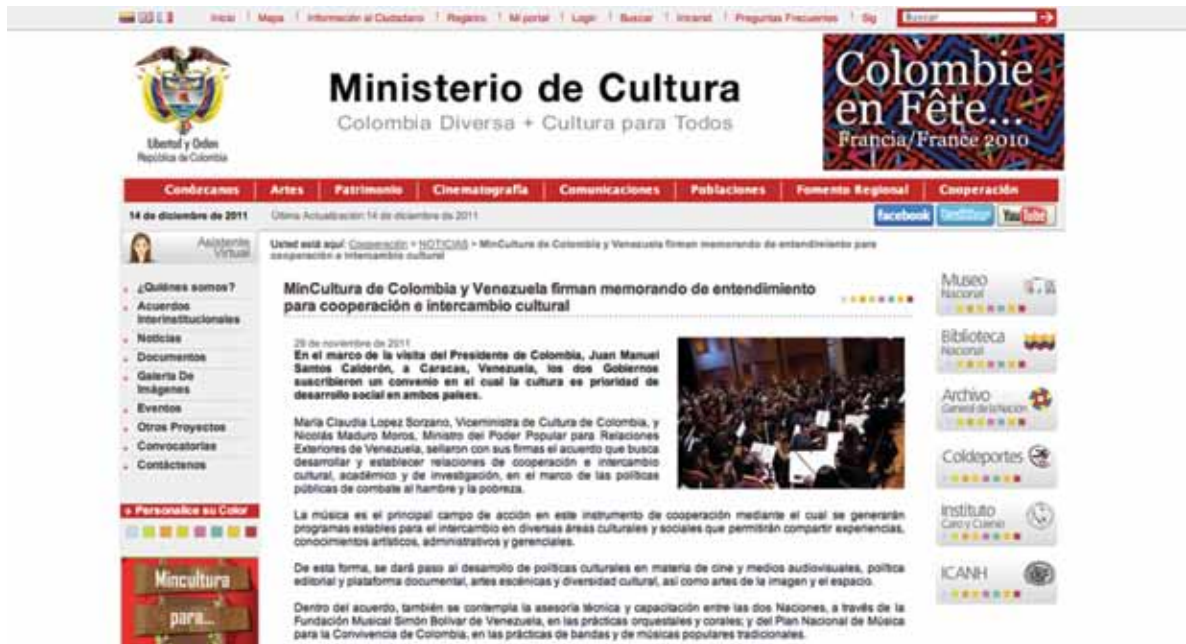 Inicio Mapa Información al Ciudadano Registro Mi portal Login Buscar Intranet Preguntas Frecuentes Sig Buscar
Libertad y Orden
República de Colombia
Ministerio de Cultura
Colombia Diversa + Cultura para Todos
Colombie
en Fête...
Francia/France 2010
Conózcanos Artes Patrimonio Cinematografía Comunicaciones Poblaciones Fomento Regional Cooperación
14 de diciembre de 2011 Última Actualización: 14 de diciembre de 2011
facebook YouTube
Asistente
Virtual
¿Quiénes somos?
Acuerdos
Interinstitucionales
Noticias
Documentos
Galería De
Imágenes
Eventos
Otros Proyectos
Convocatorias
Contáctenos
Personalice su Color
Mincultura
para...
Usted está aquí: Cooperación > NOTICIAS > MinCultura de Colombia y Venezuela firman memorando de entendimiento para
cooperación e intercambio cultural
MinCultura de Colombia y Venezuela firman memorando de entendimiento
para cooperación e intercambio cultural
de noviembre de 2011
En el marco de la visita del Presidente de Colombia, Juan Manuel
Santos Calderón, a Caracas, Venezuela, los dos Gobiernos
suscribieron un convenio en el cual la cultura es prioridad de
desarrollo social en ambos países.
María Claudia Lopez Sorzano, Viceministra de Cultura de Colombia, y
Nicolás Maduro Moros, Ministro del Poder Popular para Relaciones
Exteriores de Venezuela, sellaron con sus firmas el acuerdo que busca
desarrollar y establecer relaciones de cooperación e intercambio
cultural, académico y de investigación, en el marco de las políticas
públicas de combate al hambre y la pobreza.
La música es el principal campo de acción en este instrumento de cooperación mediante el cual se generarán
programas estables para el intercambio en diversas áreas culturales y sociales que permitirán compartir experiencias,
conocimientos artísticos, administrativos y gerenciales.
De esta forma, se dará paso al desarrollo de políticas culturales en materia de cine y medios audiovisuales, política
editorial y plataforma documental, artes escénicas y diversidad cultural, así como artes de la imagen y el espacio.
Dentro del acuerdo, también se contempla la asesoría técnica y capacitación entre las dos Naciones, a través de la
Fundación Musical Simón Bolívar de Venezuela, en las prácticas orquestales y corales; y del Plan Nacional de Música
para la Convivencia de Colombia, en las prácticas de bandas y de músicas populares tradicionales.
Museo
Nacional
Biblioteca
Nacional
Archivo
General de la Nación
Coldeportes
Instituto
Caro y Cuervo
ICANH